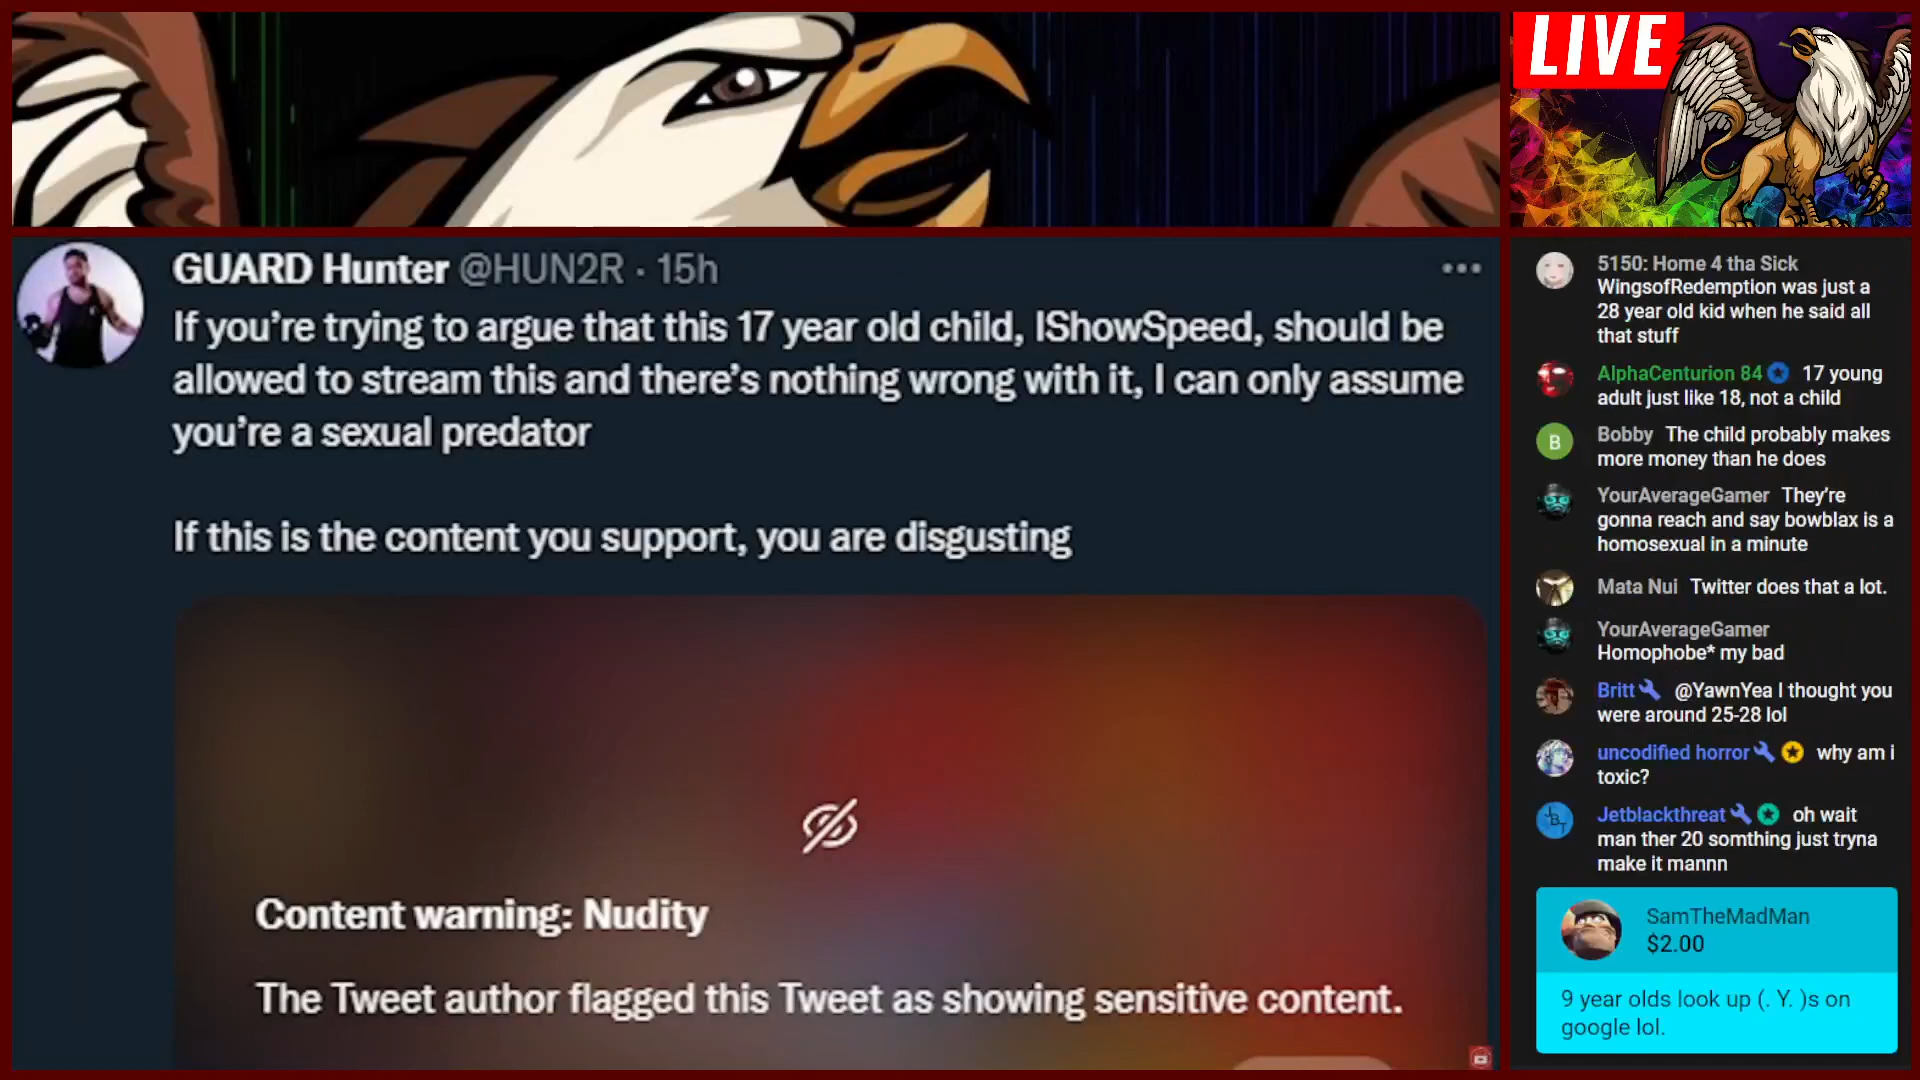 LIVE
GUARD Hunter @HUN2R · 15h
If you're trying to argue that this 17 year old child, IShowSpeed, should be
allowed to stream this and there's nothing wrong with it, I can only assume
you're a sexual predator
If this is the content you support, you are disgusting
Content warning: Nudity
The Tweet author flagged this Tweet as showing sensitive content.
5150: Home 4 tha Sick
WingsofRedemption was just a
28 year old kid when he said all
that stuff
AlphaCenturion 84 17 young
adult just like 18, not a child
B
Bobby The child probably makes
more money than he does
YourAverageGamer They're
gonna reach and say bowblax is a
homosexual in a minute
Mata Nui Twitter does that a lot.
YourAverageGamer
Homophobe* my bad
Britt @YawnYea I thought you
were around 25-28 lol
uncodified horror why am i
toxic?
JBT
Jetblackthreat oh wait
man ther 20 somthing just tryna
make it mannn
SamTheMadMan
$2.00
9 year olds look up (. Y. )s on
google lol.